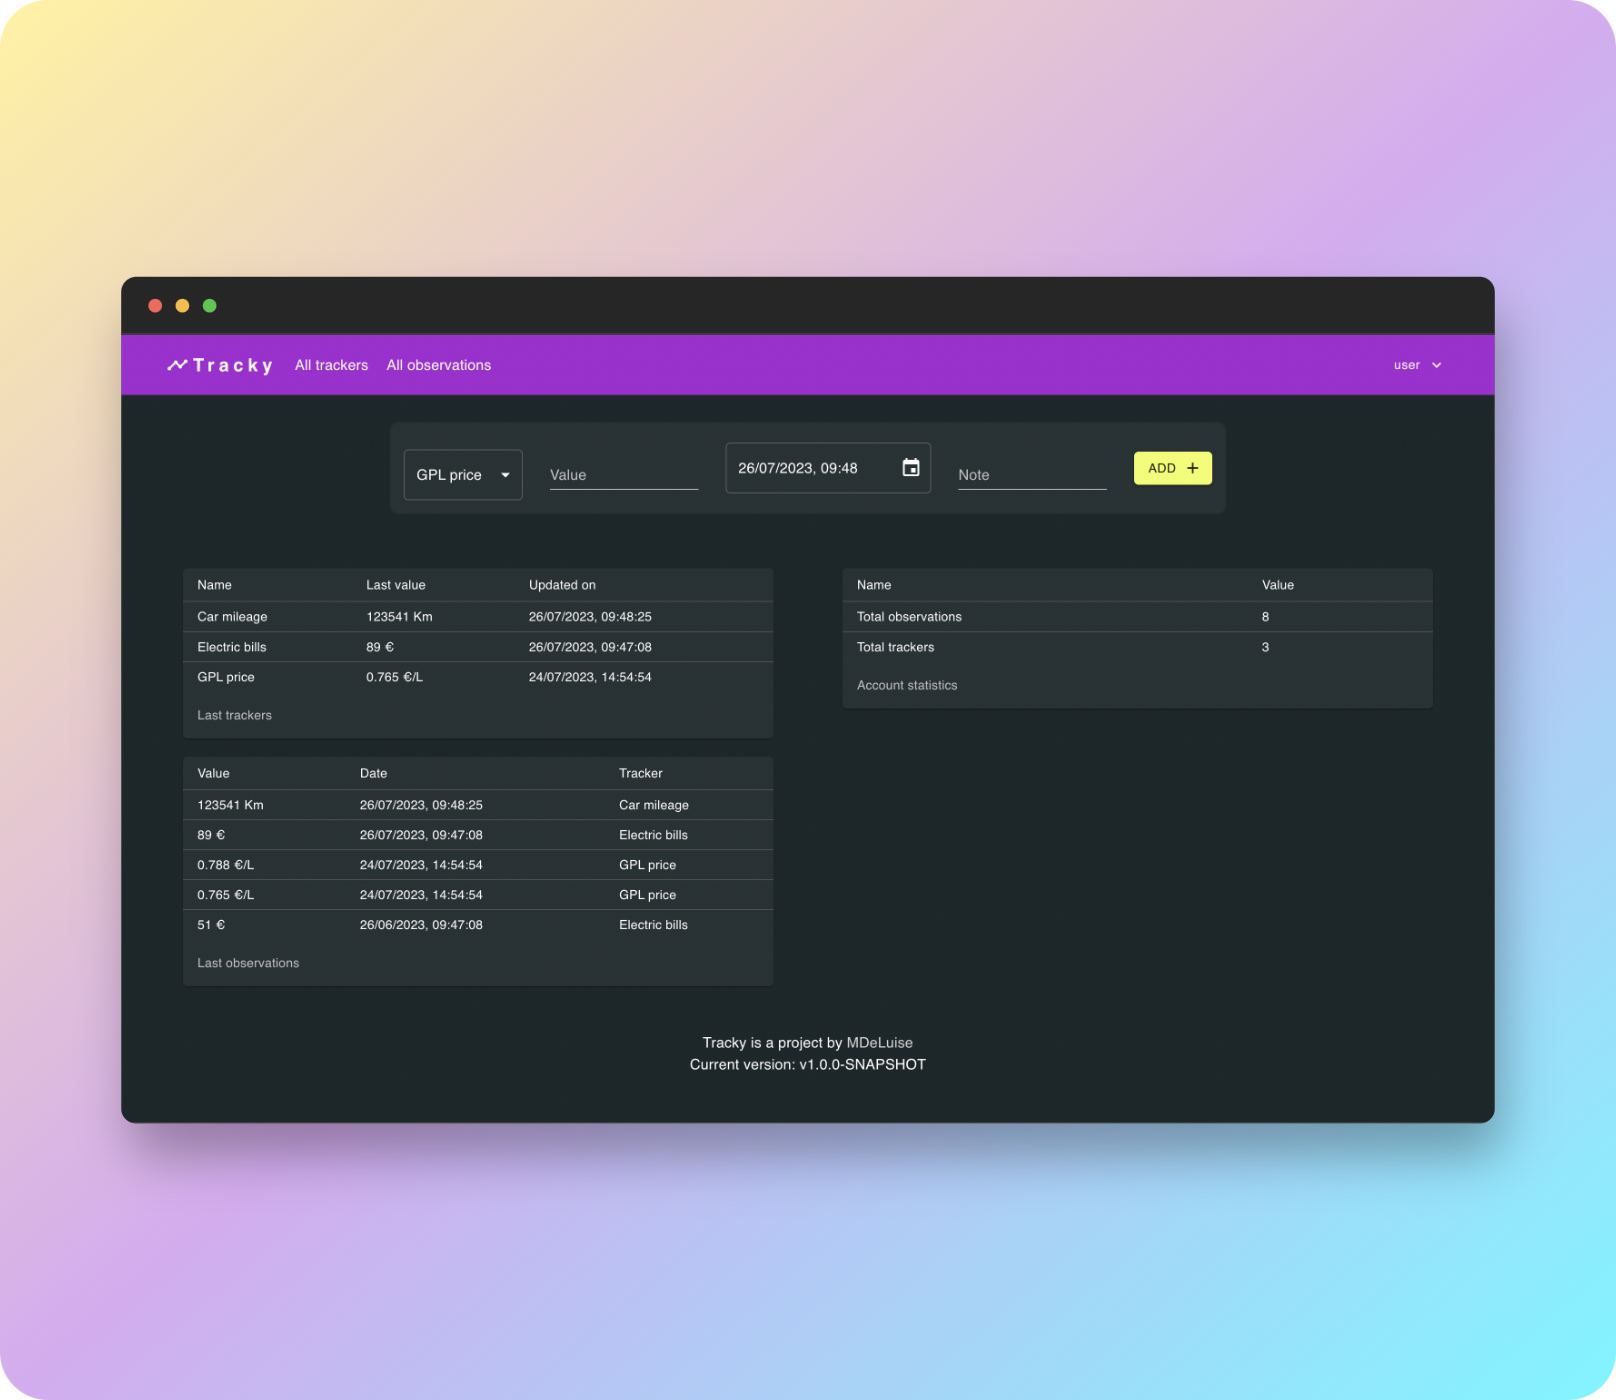 Tracky All trackers All observations user
GPL price Value 26/07/2023, 09:48 Note ADD
Name Last value Updated on
Car mileage 123541 Km 26/07/2023, 09:48:25
Electric bills 89 € 26/07/2023, 09:47:08
GPL price 0.765 €/L 24/07/2023, 14:54:54
Last trackers
Value Date Tracker
123541 Km 26/07/2023, 09:48:25 Car mileage
89 € 26/07/2023, 09:47:08 Electric bills
0.788 €/L 24/07/2023, 14:54:54 GPL price
0.765 €/L 24/07/2023, 14:54:54 GPL price
51 € 26/06/2023, 09:47:08 Electric bills
Last observations
Name Value
Total observations 8
Total trackers 3
Account statistics
Tracky is a project by MDeLuise
Current version: v1.0.0-SNAPSHOT